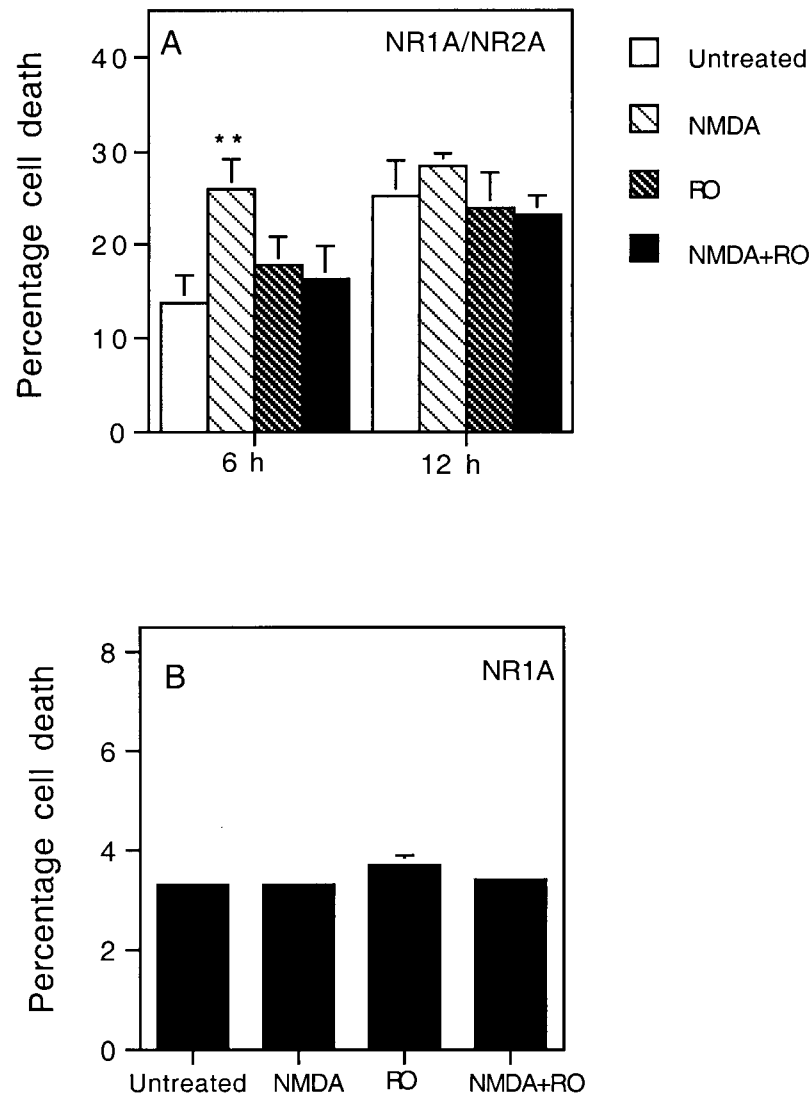 A
NR1A/NR2A
Percentage cell death
40
30
20
10
0
**
6 h
12 h
Untreated
NMDA
RO
NMDA+RO
B
NR1A
Percentage cell death
8
6
4
2
0
Untreated
NMDA
RO
NMDA+RO